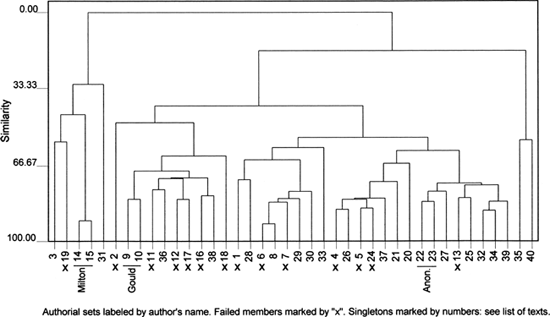 0.00
33.33
66.67
100.00
Similarity
3
x 19
14
15
31
x 2
9
10
x 11
36
x 12
x 17
x 16
38
x 18
x 1
28
x 6
8
x 7
29
30
33
x 4
26
x 5
x 24
37
21
20
22
23
27
x 13
25
32
34
39
35
40
Milton
Gould
Anon.
Authorial sets labeled by author's name. Failed members marked by "x". Singletons marked by numbers: see list of texts.